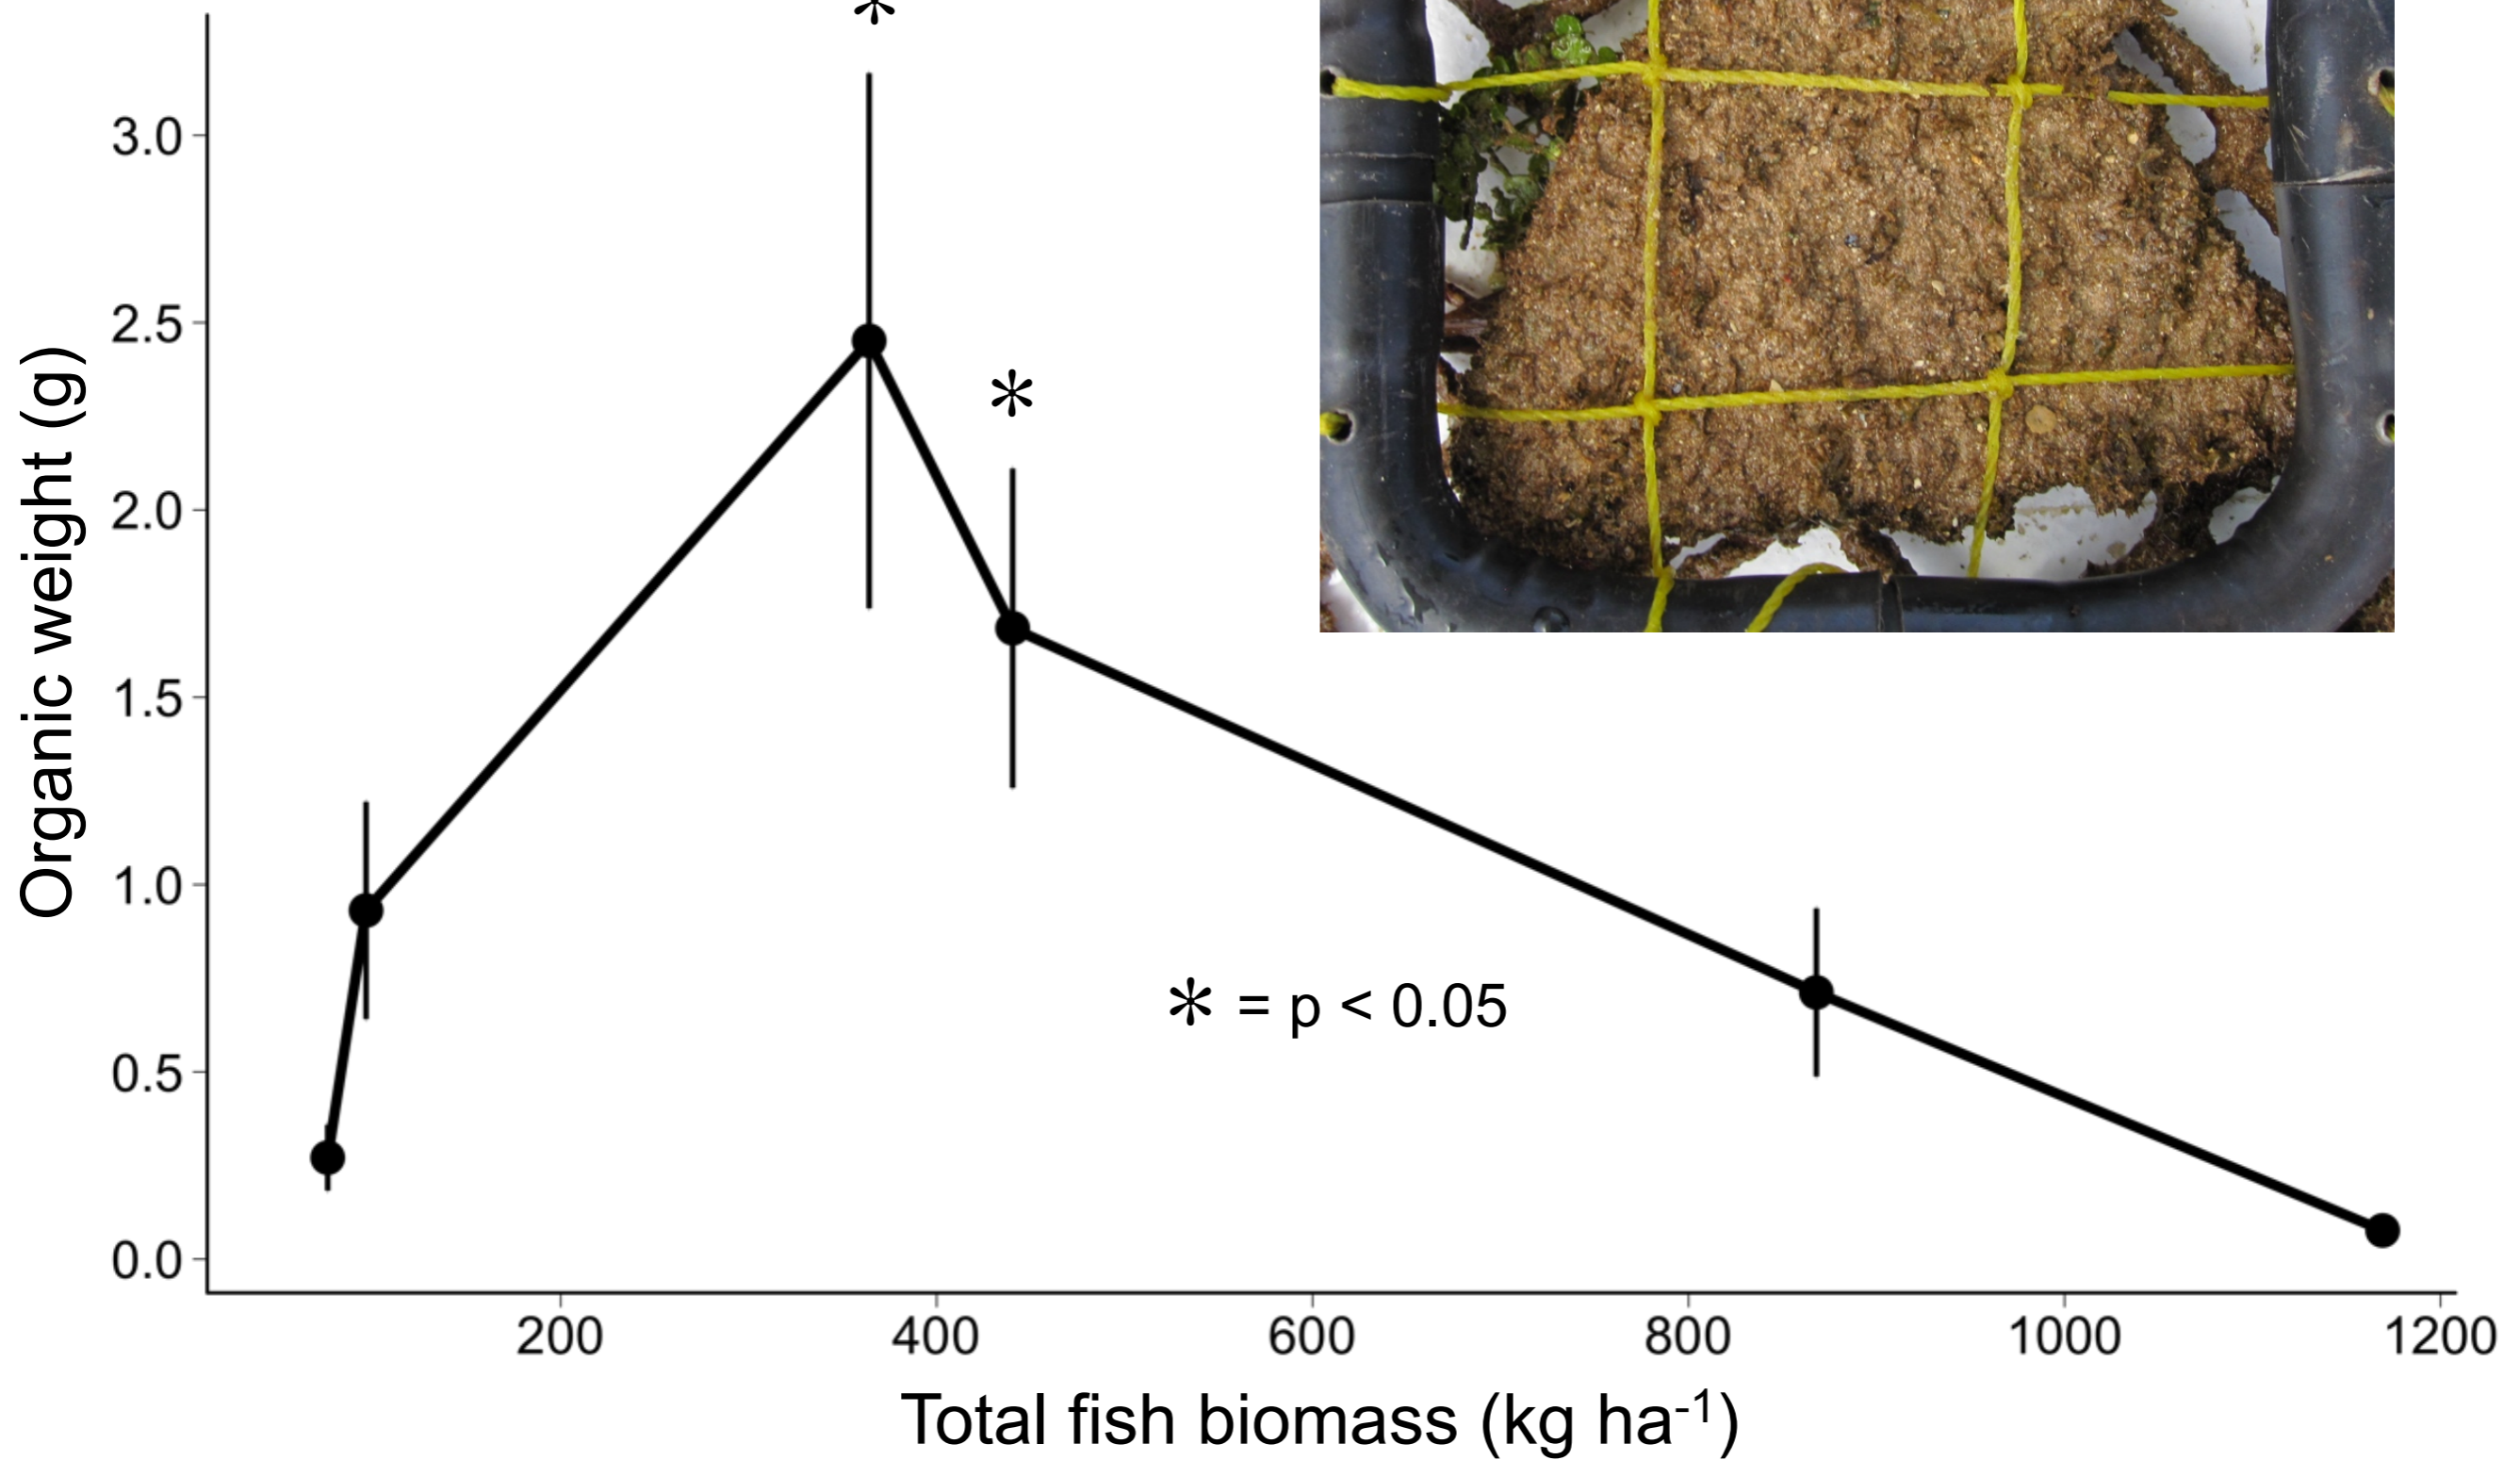 *
3.0
2.5
*
2.0
1.5
1.0
* = p < 0.05
0.5
0.0
200 400 600 800 1000 1200
Organic weight (g)
Total fish biomass (kg ha⁻¹)